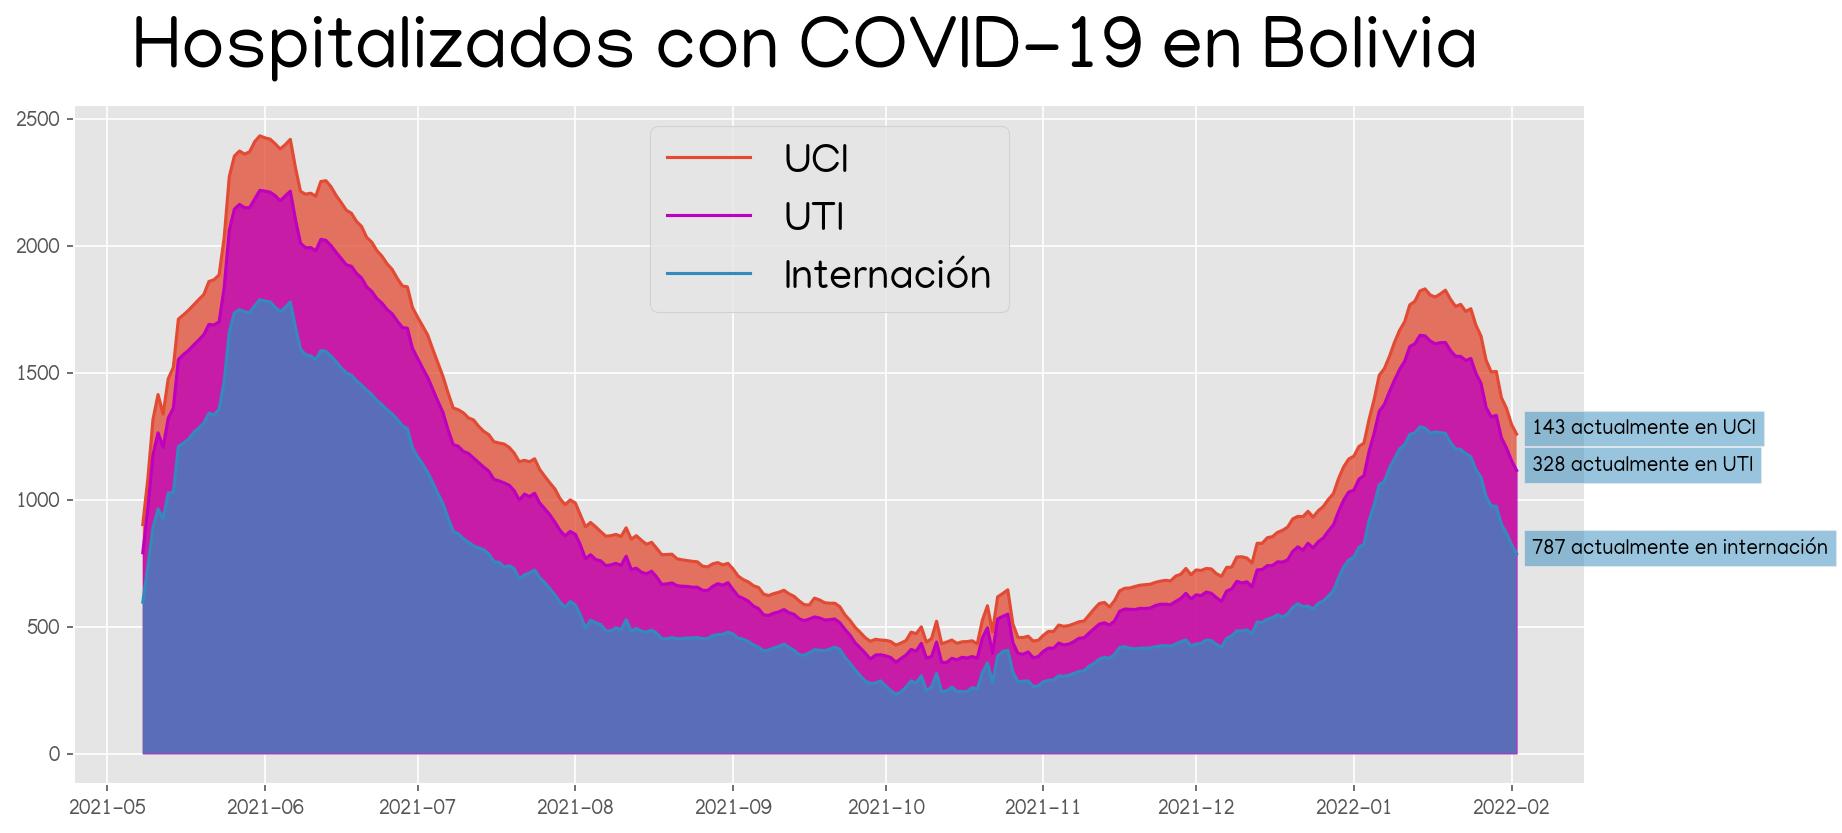 Hospitalizados con COVID-19 en Bolivia
2500
2000
1500
1000
500
0
UCI
UTI
Internación
143 actualmente en UCI
328 actualmente en UTI
787 actualmente en internación
2021-05 2021-06 2021-07 2021-08 2021-09 2021-10 2021-11 2021-12 2022-01 2022-02